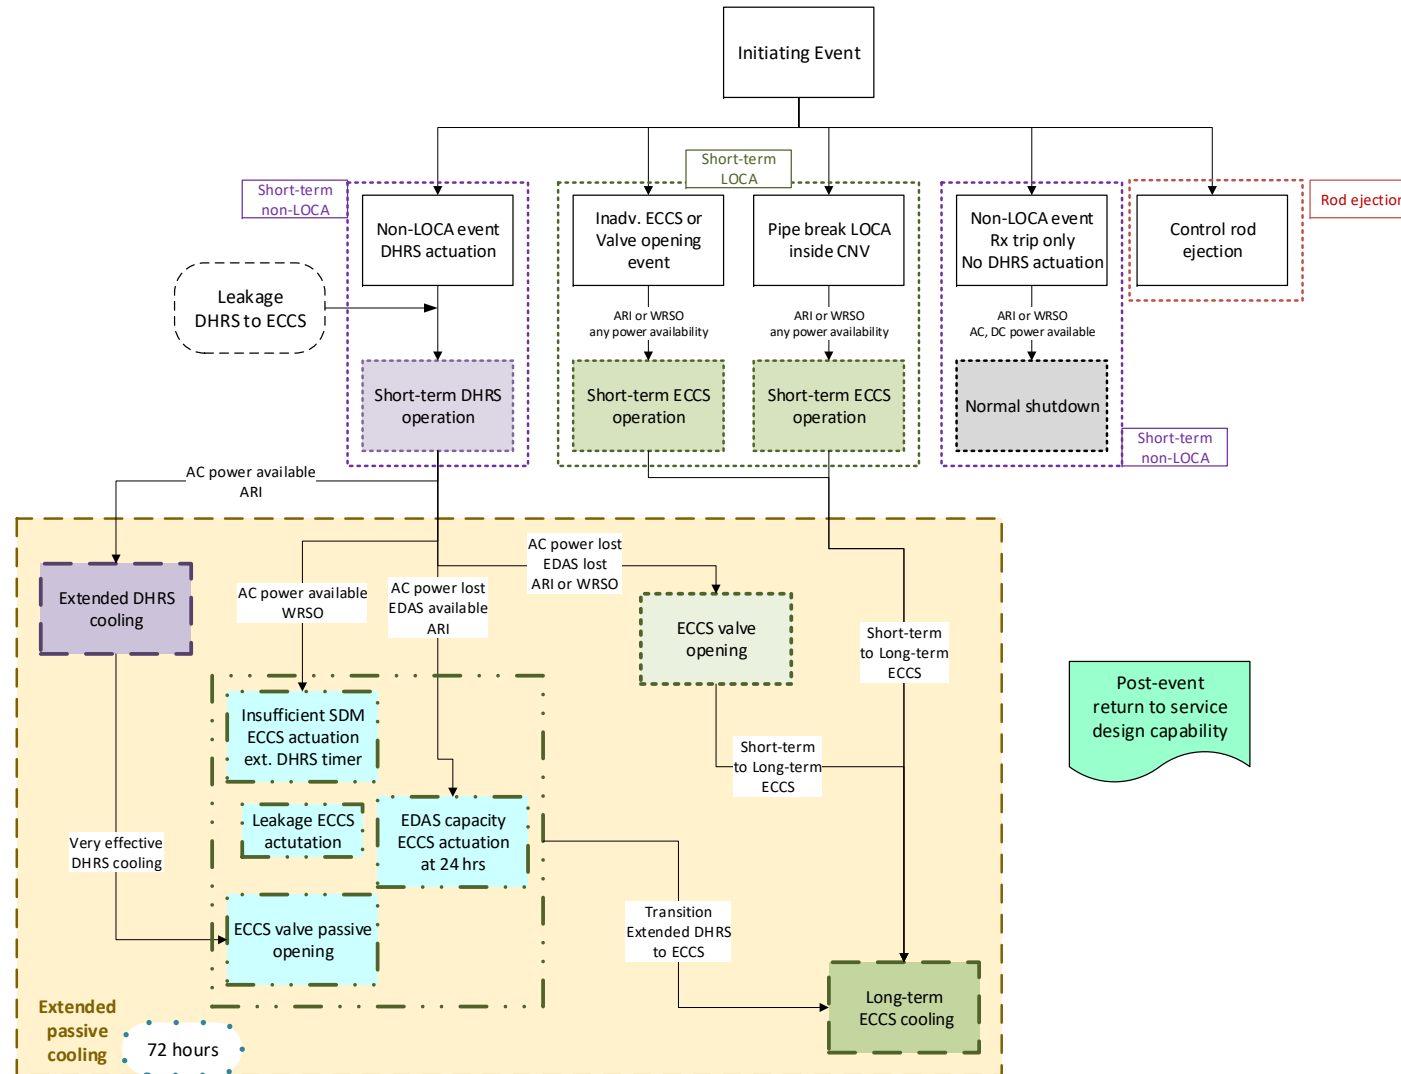 Initiating Event
Short-term
LOCA
Short-term
non-LOCA
Rod ejection
Non-LOCA event
DHRS actuation
Inadv. ECCS or
Valve opening
event
Pipe break LOCA
inside CNV
Non-LOCA event
Rx trip only
No DHRS actuation
Control rod
ejection
Leakage
DHRS to ECCS
ARI or WRSO
any power availability
ARI or WRSO
any power availability
ARI or WRSO
AC, DC power available
Short-term DHRS
operation
Short-term ECCS
operation
Short-term ECCS
operation
Normal shutdown
Short-term
non-LOCA
AC power available
ARI
AC power lost
EDAS lost
ARI or WRSO
AC power available
WRSO
AC power lost
EDAS available
ARI
Extended DHRS
cooling
ECCS valve
opening
Short-term
to Long-term
ECCS
Insufficient SDM
ECCS actuation
ext. DHRS timer
Post-event
return to service
design capability
Short-term
to Long-term
ECCS
Leakage ECCS
actutation
EDAS capacity
ECCS actuation
at 24 hrs
Very effective
DHRS cooling
ECCS valve passive
opening
Transition
Extended DHRS
to ECCS
Long-term
ECCS cooling
Extended
passive
cooling
72 hours